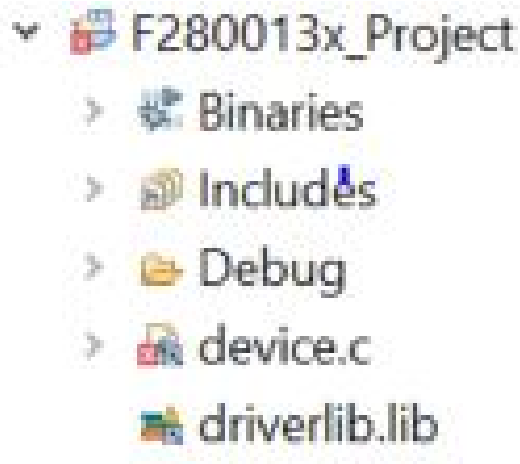 F280013x_Project
Binaries
Includes
Debug
device.c
driverlib.lib